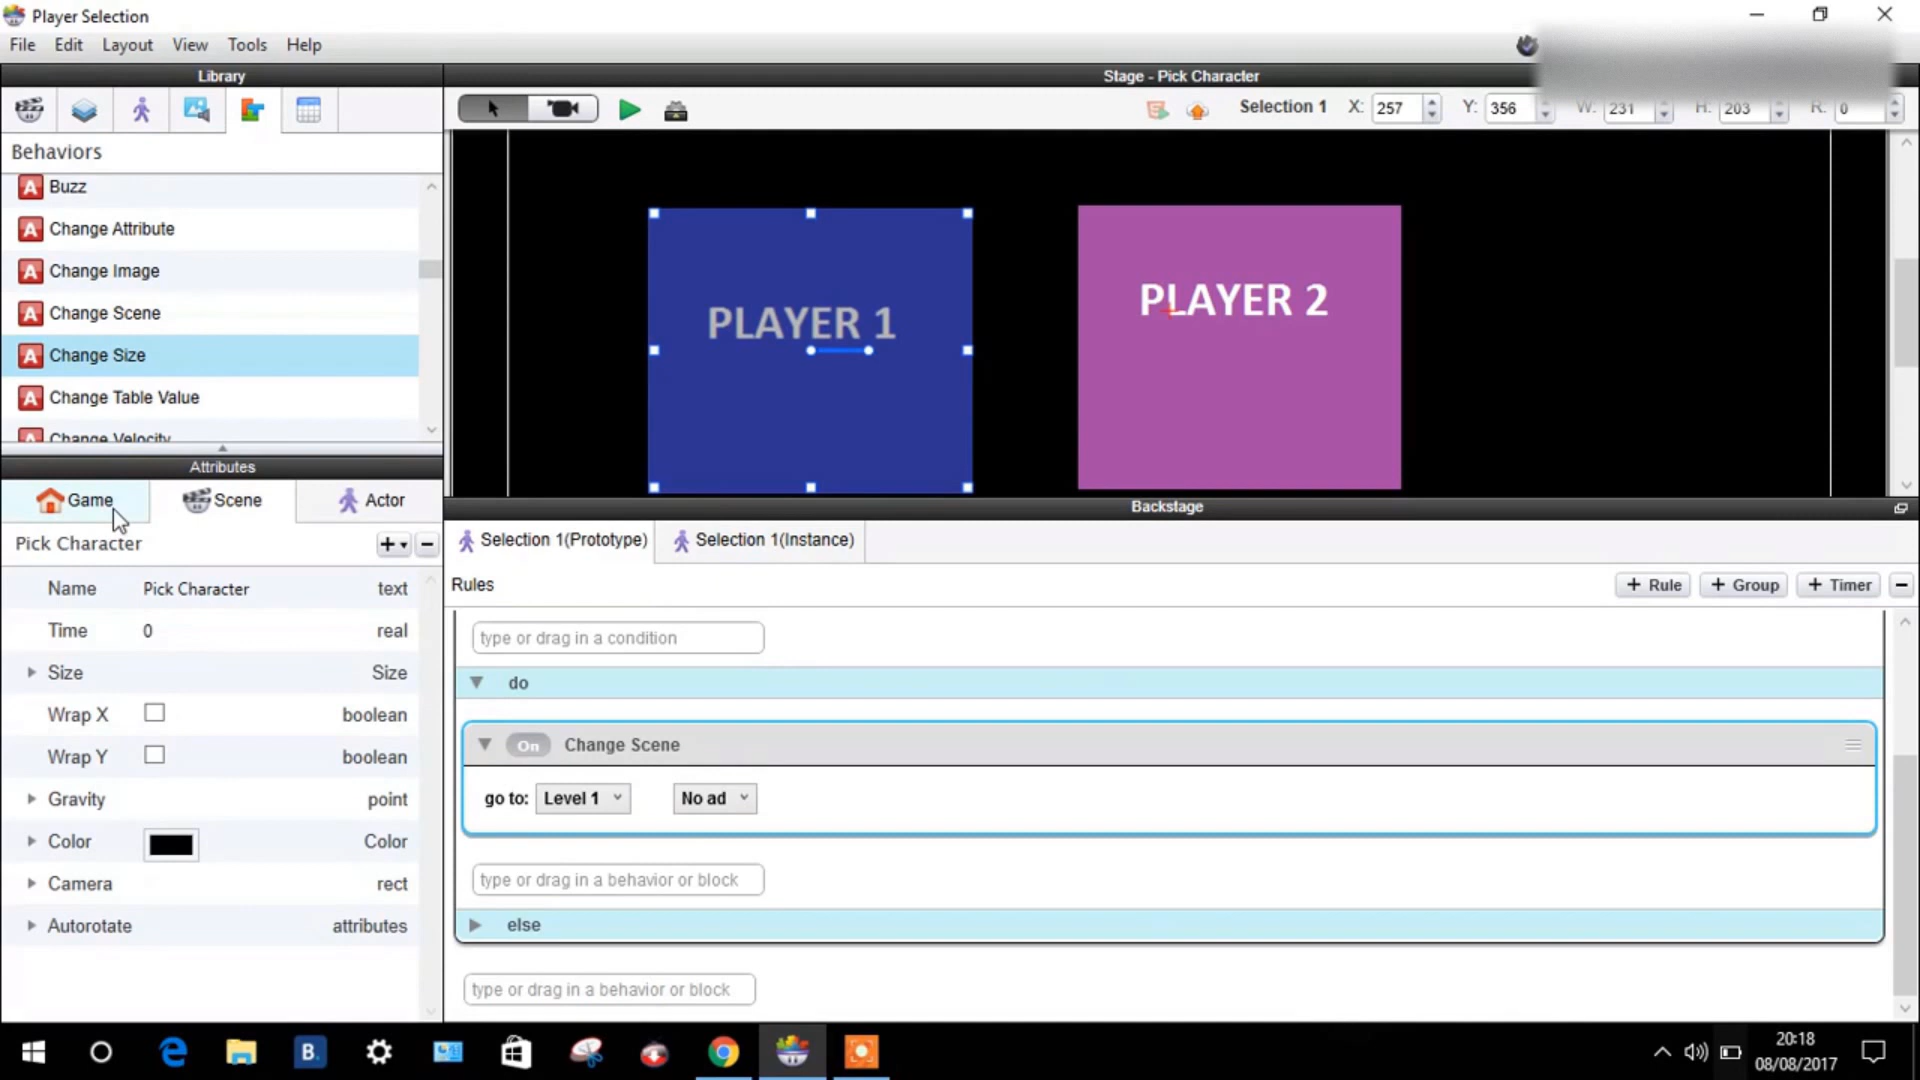 Player Selection
File Edit Layout View Tools Help
Library
Stage - Pick Character
Selection 1 X: 257 Y: 356 W: 231 H: 203 R: 0
Behaviors
A Buzz
A Change Attribute
A Change Image
A Change Scene
A Change Size
A Change Table Value
A Change Velocity
PLAYER 1
PLAYER 2
Attributes
Game Scene Actor
Pick Character + -
Name Pick Character text
Time 0 real
Size Size
Wrap X boolean
Wrap Y boolean
Gravity point
Color Color
Camera rect
Autorotate attributes
Backstage
Selection 1(Prototype) Selection 1(Instance)
Rules + Rule + Group + Timer -
type or drag in a condition
do
On Change Scene
go to: Level 1 No ad
type or drag in a behavior or block
else
type or drag in a behavior or block
B.
20:18
08/08/2017